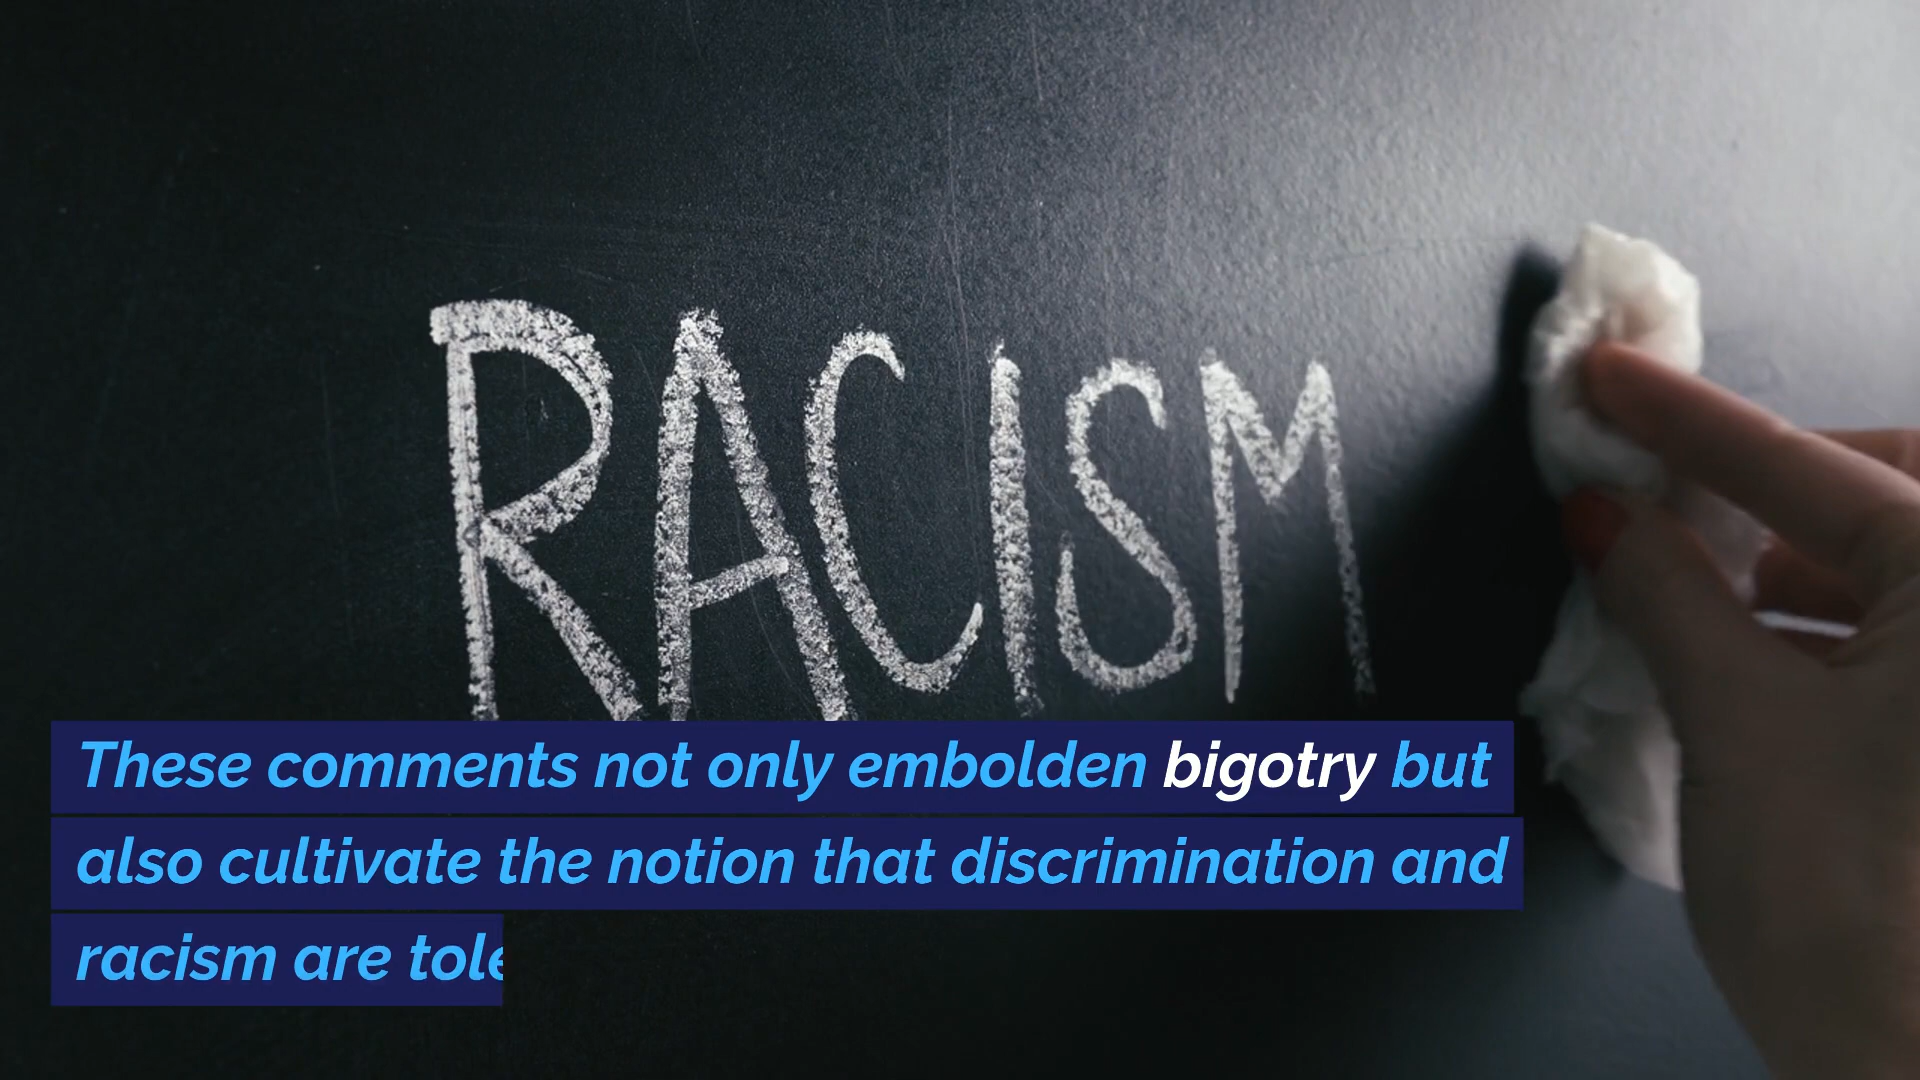 RACISM
These comments not only embolden bigotry but
also cultivate the notion that discrimination and
racism are